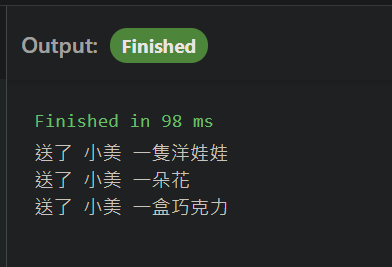 Output: Finished
Finished in 98 ms
送了 小美 一隻洋娃娃
送了 小美 一朵花
送了 小美 一盒巧克力